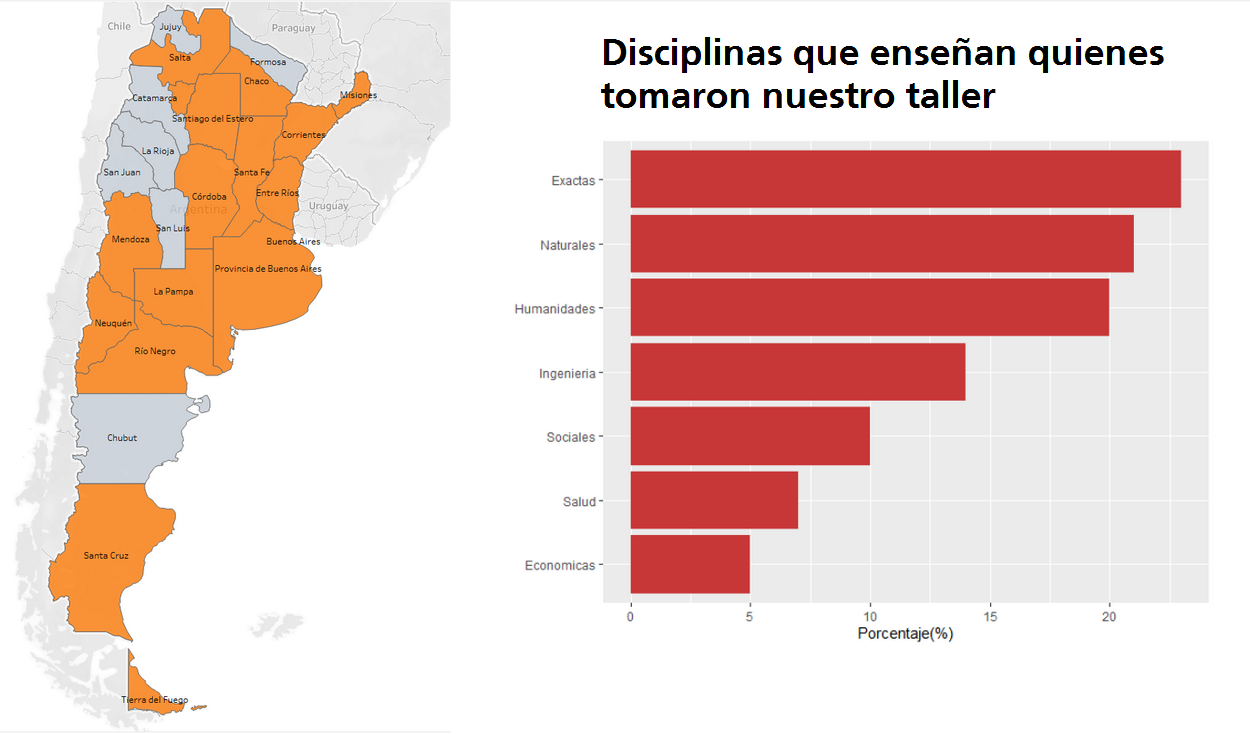 Chile
Jujuy
Paraguay
Salta
Formosa
Chaco
Catamarca
Misiones
Santiago del Estero
Corrientes
La Rioja
San Juan
Santa Fe
Córdoba
Entre Ríos
Uruguay
Argentina
San Luis
Mendoza
Buenos Aires
Provincia de Buenos Aires
La Pampa
Neuquén
Río Negro
Chubut
Santa Cruz
Tierra del Fuego
Disciplinas que enseñan quienes
tomaron nuestro taller
Exactas
Naturales
Humanidades
Ingenieria
Sociales
Salud
Economicas
0 5 10 15 20
Porcentaje(%)